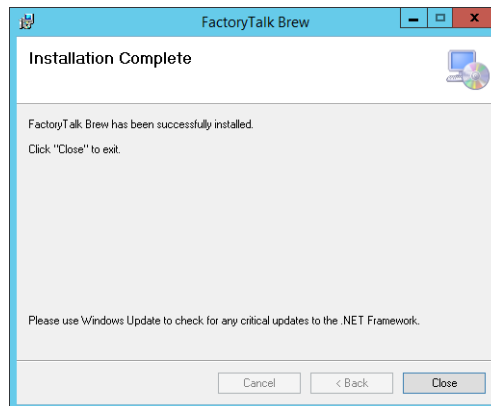 FactoryTalk Brew
Installation Complete
FactoryTalk Brew has been successfully installed.
Click "Close" to exit.
Please use Windows Update to check for any critical updates to the .NET Framework.
Cancel
< Back
Close